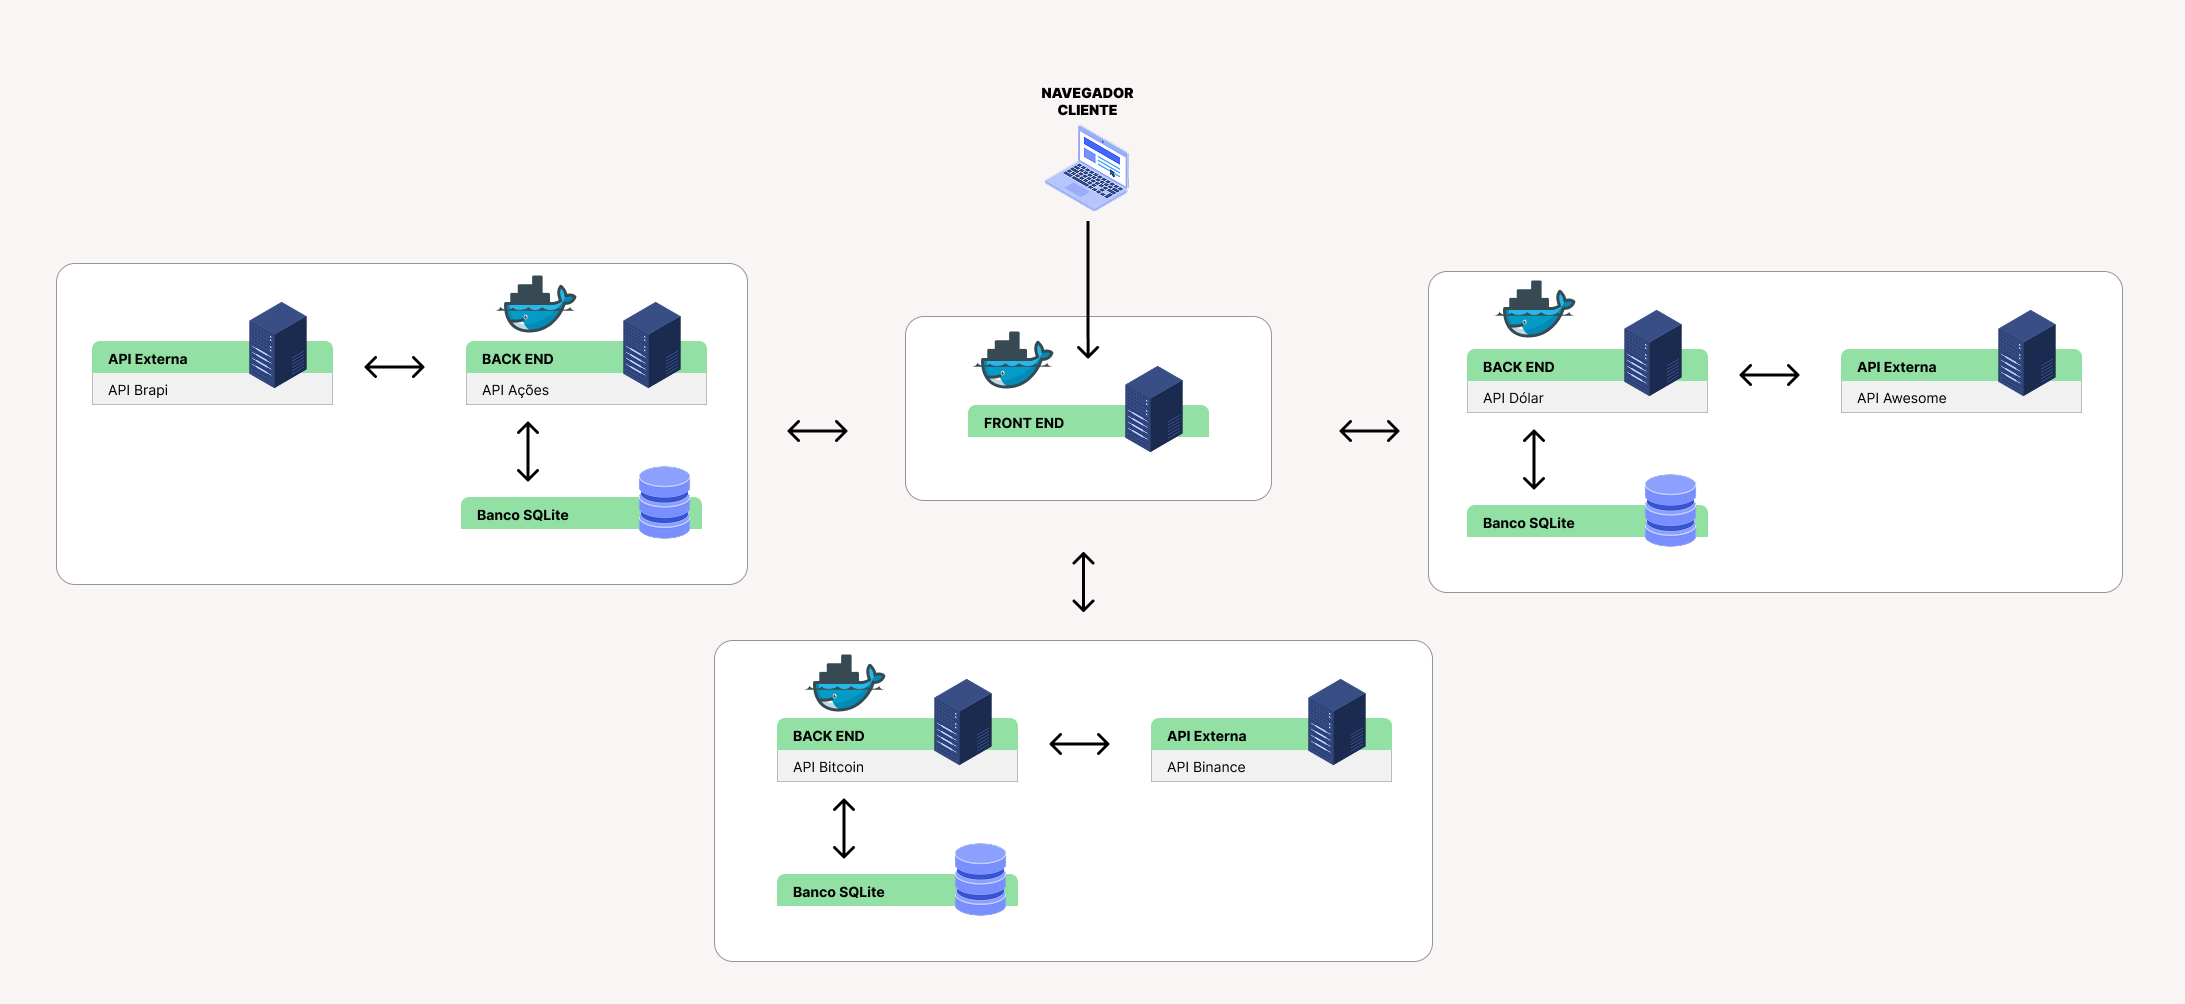 NAVEGADOR
CLIENTE
API Externa
API Brapi
BACK END
API Ações
Banco SQLite
FRONT END
BACK END
API Dólar
API Externa
API Awesome
Banco SQLite
BACK END
API Bitcoin
API Externa
API Binance
Banco SQLite